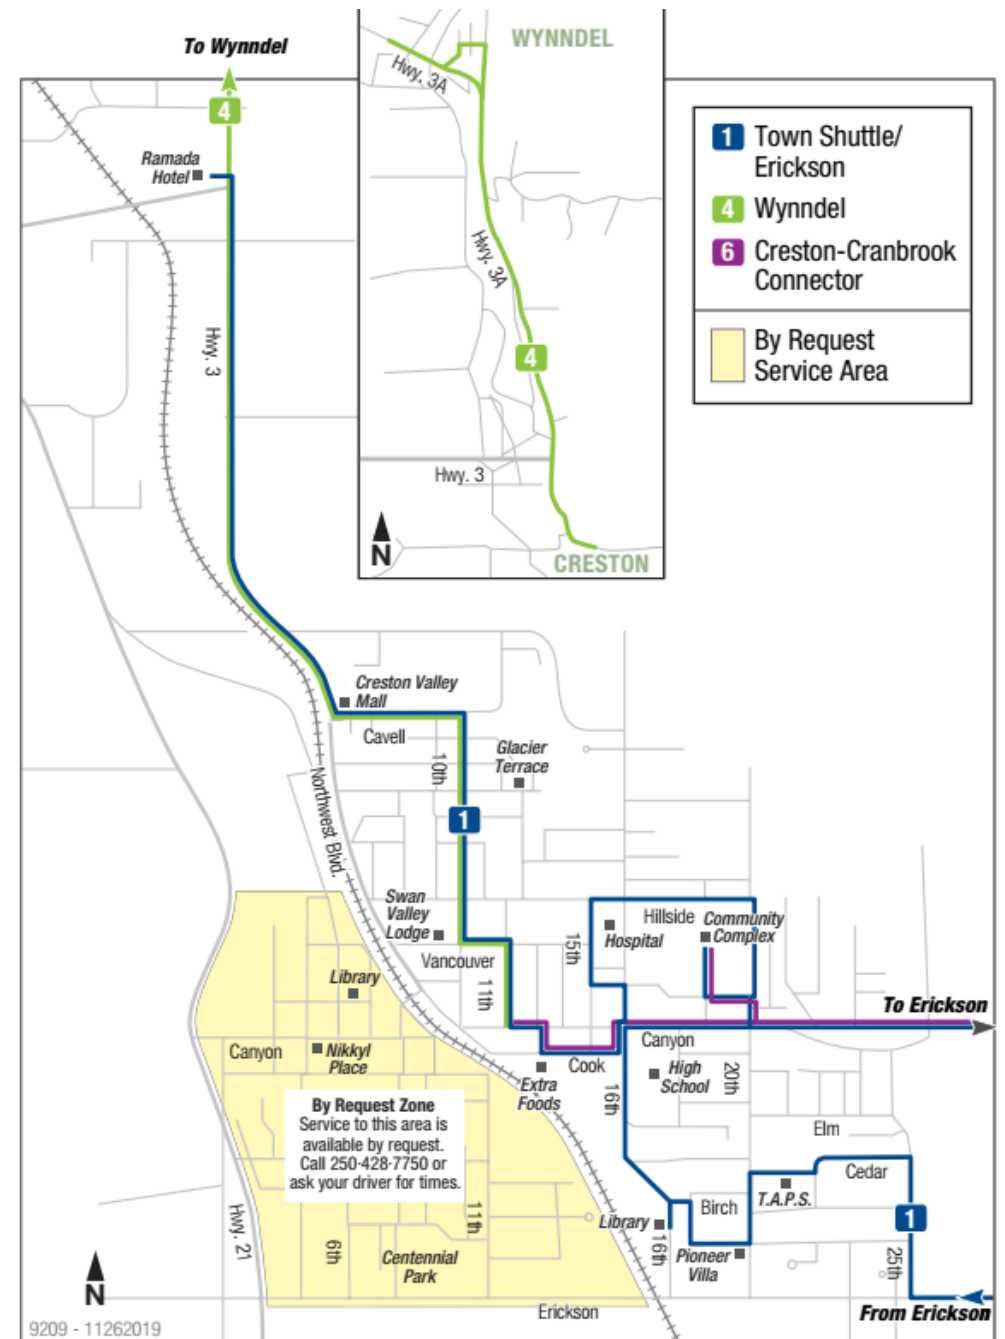 To Wynndel
4
Ramada
Hotel
Hwy. 3
WYNNDEL
Hwy. 3A
Hwy. 3A
4
Hwy. 3
N
CRESTON
1 Town Shuttle/
Erickson
4 Wynndel
6 Creston-Cranbrook
Connector
By Request
Service Area
Creston Valley
Mall
Cavell
10th
Glacier
Terrace
1
Northwest Blvd.
Swan
Valley
Lodge
Vancouver
11th
15th
Hillside
Hospital
Community
Complex
To Erickson
Library
Canyon
Nikkyl
Place
Cook
Extra
Foods
Canyon
High
School
20th
16th
Elm
By Request Zone
Service to this area is
available by request.
Call 250·428·7750 or
ask your driver for times.
Cedar
T.A.P.S.
Birch
1
Library
16th
Pioneer
Villa
25th
Hwy. 21
6th
11th
Centennial
Park
N
Erickson
From Erickson
9209 - 11262019